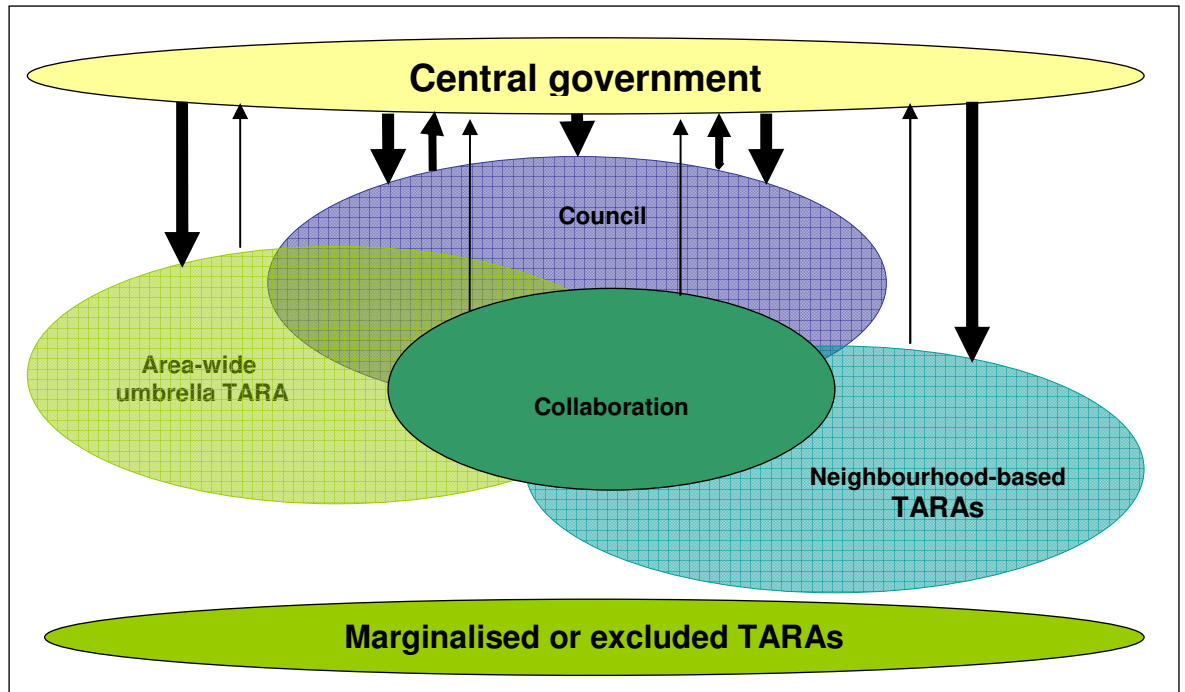 Central government
Council
Area-wide
umbrella TARA
Collaboration
Neighbourhood-based
TARAs
Marginalised or excluded TARAs